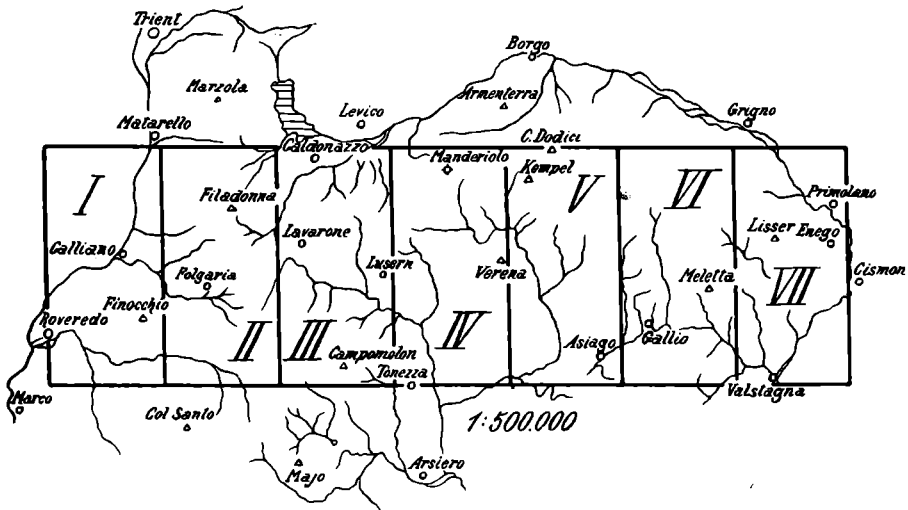 Trient
Borgo
Marzola
Armenterra
Levico
Grigno
Matarello
C.Dodici
Caldonazzo
Manderiolo
Kempel
I
V
VI
Filadonna
Primolano
Lavarone
Lisser
Enego
Galliano
Verena
Lusern
Folgaria
Meletta
Cismon
VII
Finocchio
Roveredo
II
III
IV
Gallio
Asiago
Campomolon
Tonezza
Valstagna
Marco
Col Santo
1:500.000
Majo
Arsiero